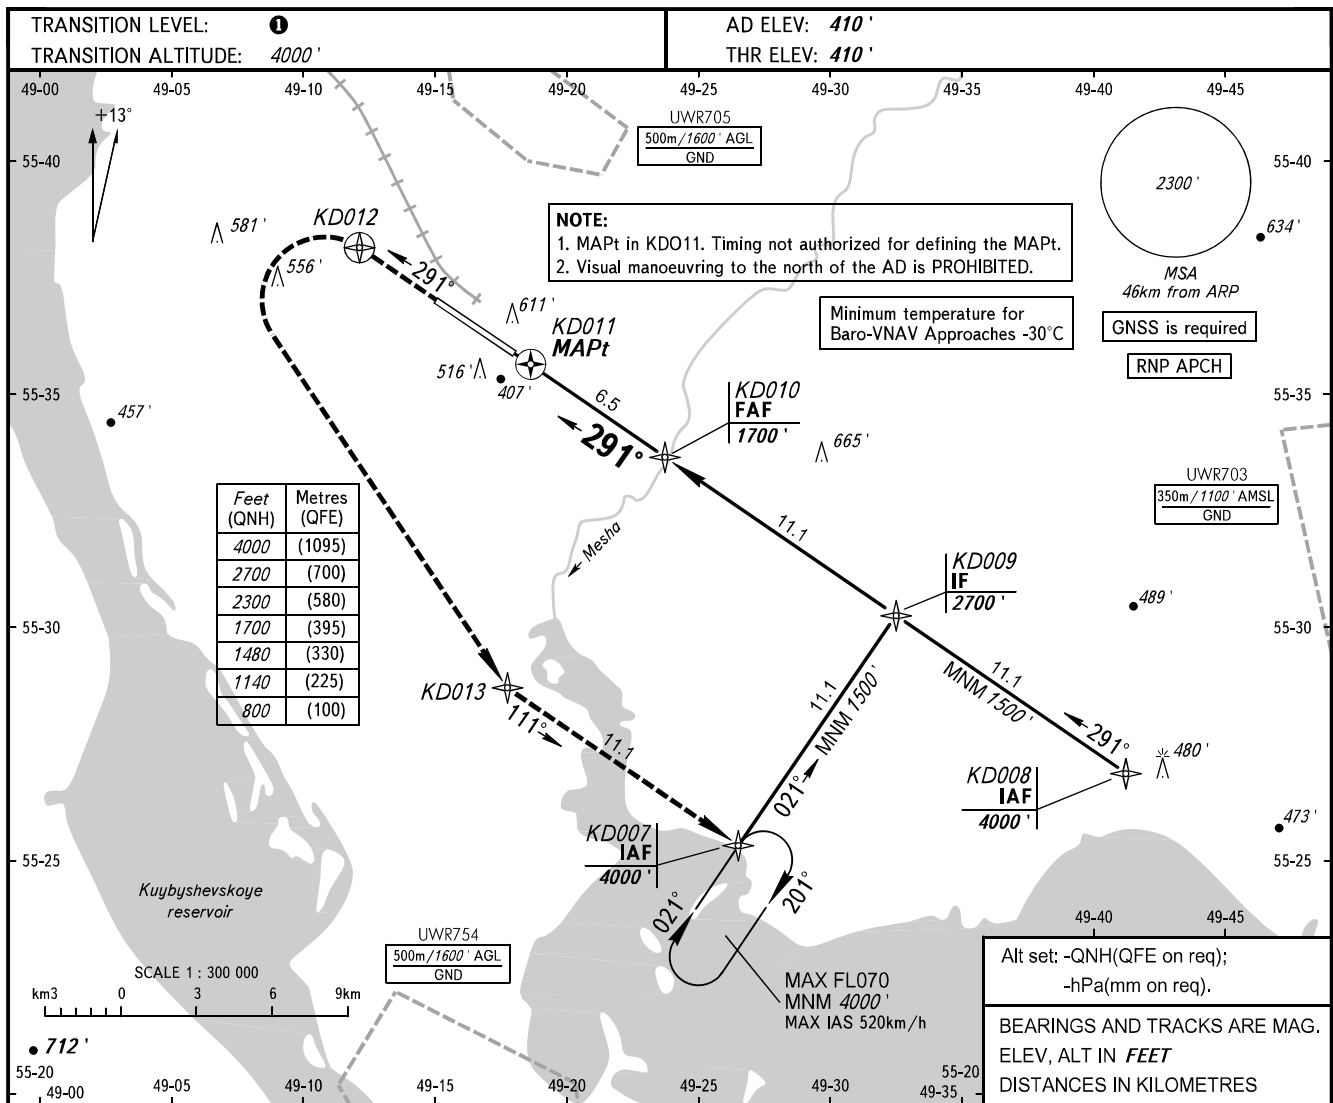 TRANSITION LEVEL: ❶
TRANSITION ALTITUDE: 4000 '
AD ELEV: 410 '
THR ELEV: 410 '
49-00 49-05 49-10 49-15 49-20 49-25 49-30 49-35 49-40 49-45
+13°
55-40
55-40
UWR705
500m/1600 ' AGL
GND
2300 '
MSA
46km from ARP
634 '
581 '
KD012
556 '
291°
NOTE:
1. MAPt in KD011. Timing not authorized for defining the MAPt.
2. Visual manoeuvring to the north of the AD is PROHIBITED.
611 '
KD011
MAPt
Minimum temperature for
Baro-VNAV Approaches -30°C
GNSS is required
RNP APCH
516 '
407 '
55-35
55-35
457 '
6.5
KD010
FAF
1700 '
291°
665 '
UWR703
350m/1100 ' AMSL
GND
Feet (QNH) Metres (QFE)
4000 (1095)
2700 (700)
2300 (580)
1700 (395)
1480 (330)
1140 (225)
800 (100)
11.1
Mesha
KD009
IF
2700 '
489 '
55-30
55-30
11.1
MNM 1500 '
11.1
MNM 1500 '
KD013
111°
11.1
291°
480 '
021°
KD008
IAF
4000 '
473 '
KD007
IAF
4000 '
55-25
55-25
021°
201°
Kuybyshevskoye
reservoir
49-40 49-45
UWR754
500m/1600 ' AGL
GND
SCALE 1 : 300 000
km3 0 3 6 9km
MAX FL070
MNM 4000 '
MAX IAS 520km/h
Alt set: -QNH(QFE on req);
-hPa(mm on req).
BEARINGS AND TRACKS ARE MAG.
ELEV, ALT IN FEET
DISTANCES IN KILOMETRES
712 '
55-20
55-20
49-00 49-05 49-10 49-15 49-20 49-25 49-30 49-35